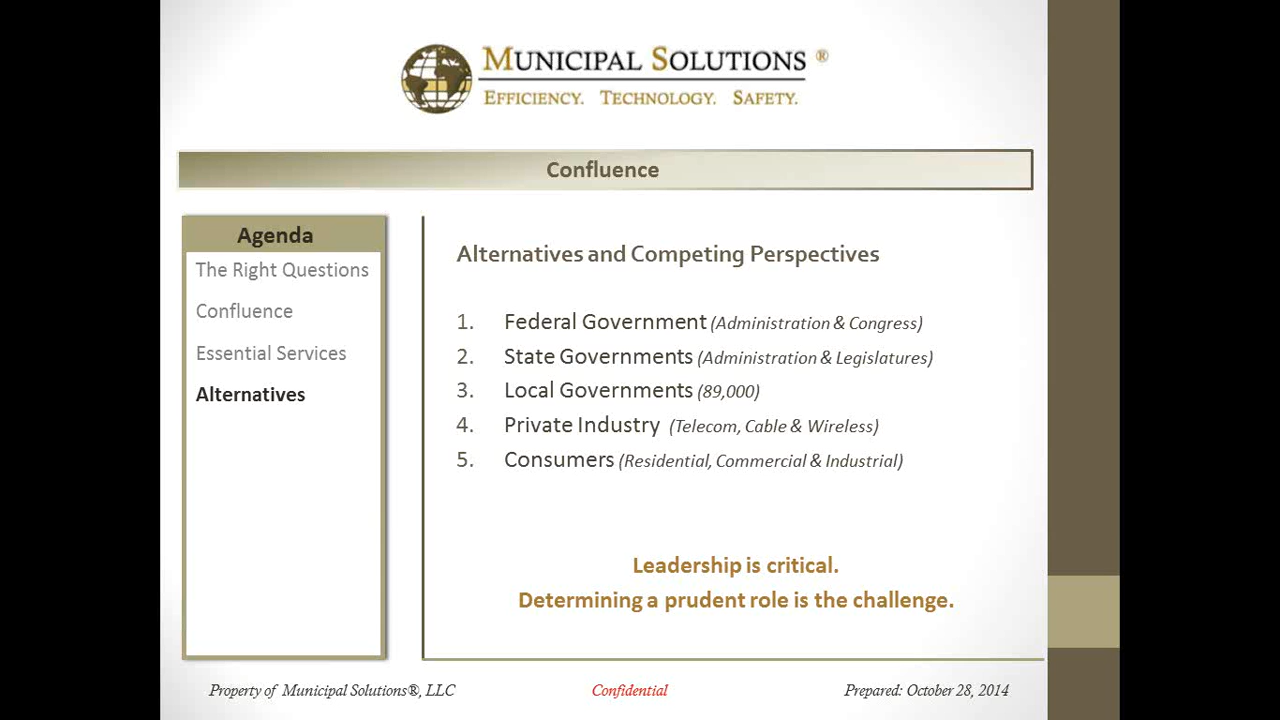 MUNICIPAL SOLUTIONS ®
EFFICIENCY. TECHNOLOGY. SAFETY.
Confluence
Agenda
The Right Questions
Confluence
Essential Services
Alternatives
Alternatives and Competing Perspectives
1. Federal Government (Administration & Congress)
2. State Governments (Administration & Legislatures)
3. Local Governments (89,000)
4. Private Industry (Telecom, Cable & Wireless)
5. Consumers (Residential, Commercial & Industrial)
Leadership is critical.
Determining a prudent role is the challenge.
Property of Municipal Solutions®, LLC
Confidential
Prepared: October 28, 2014